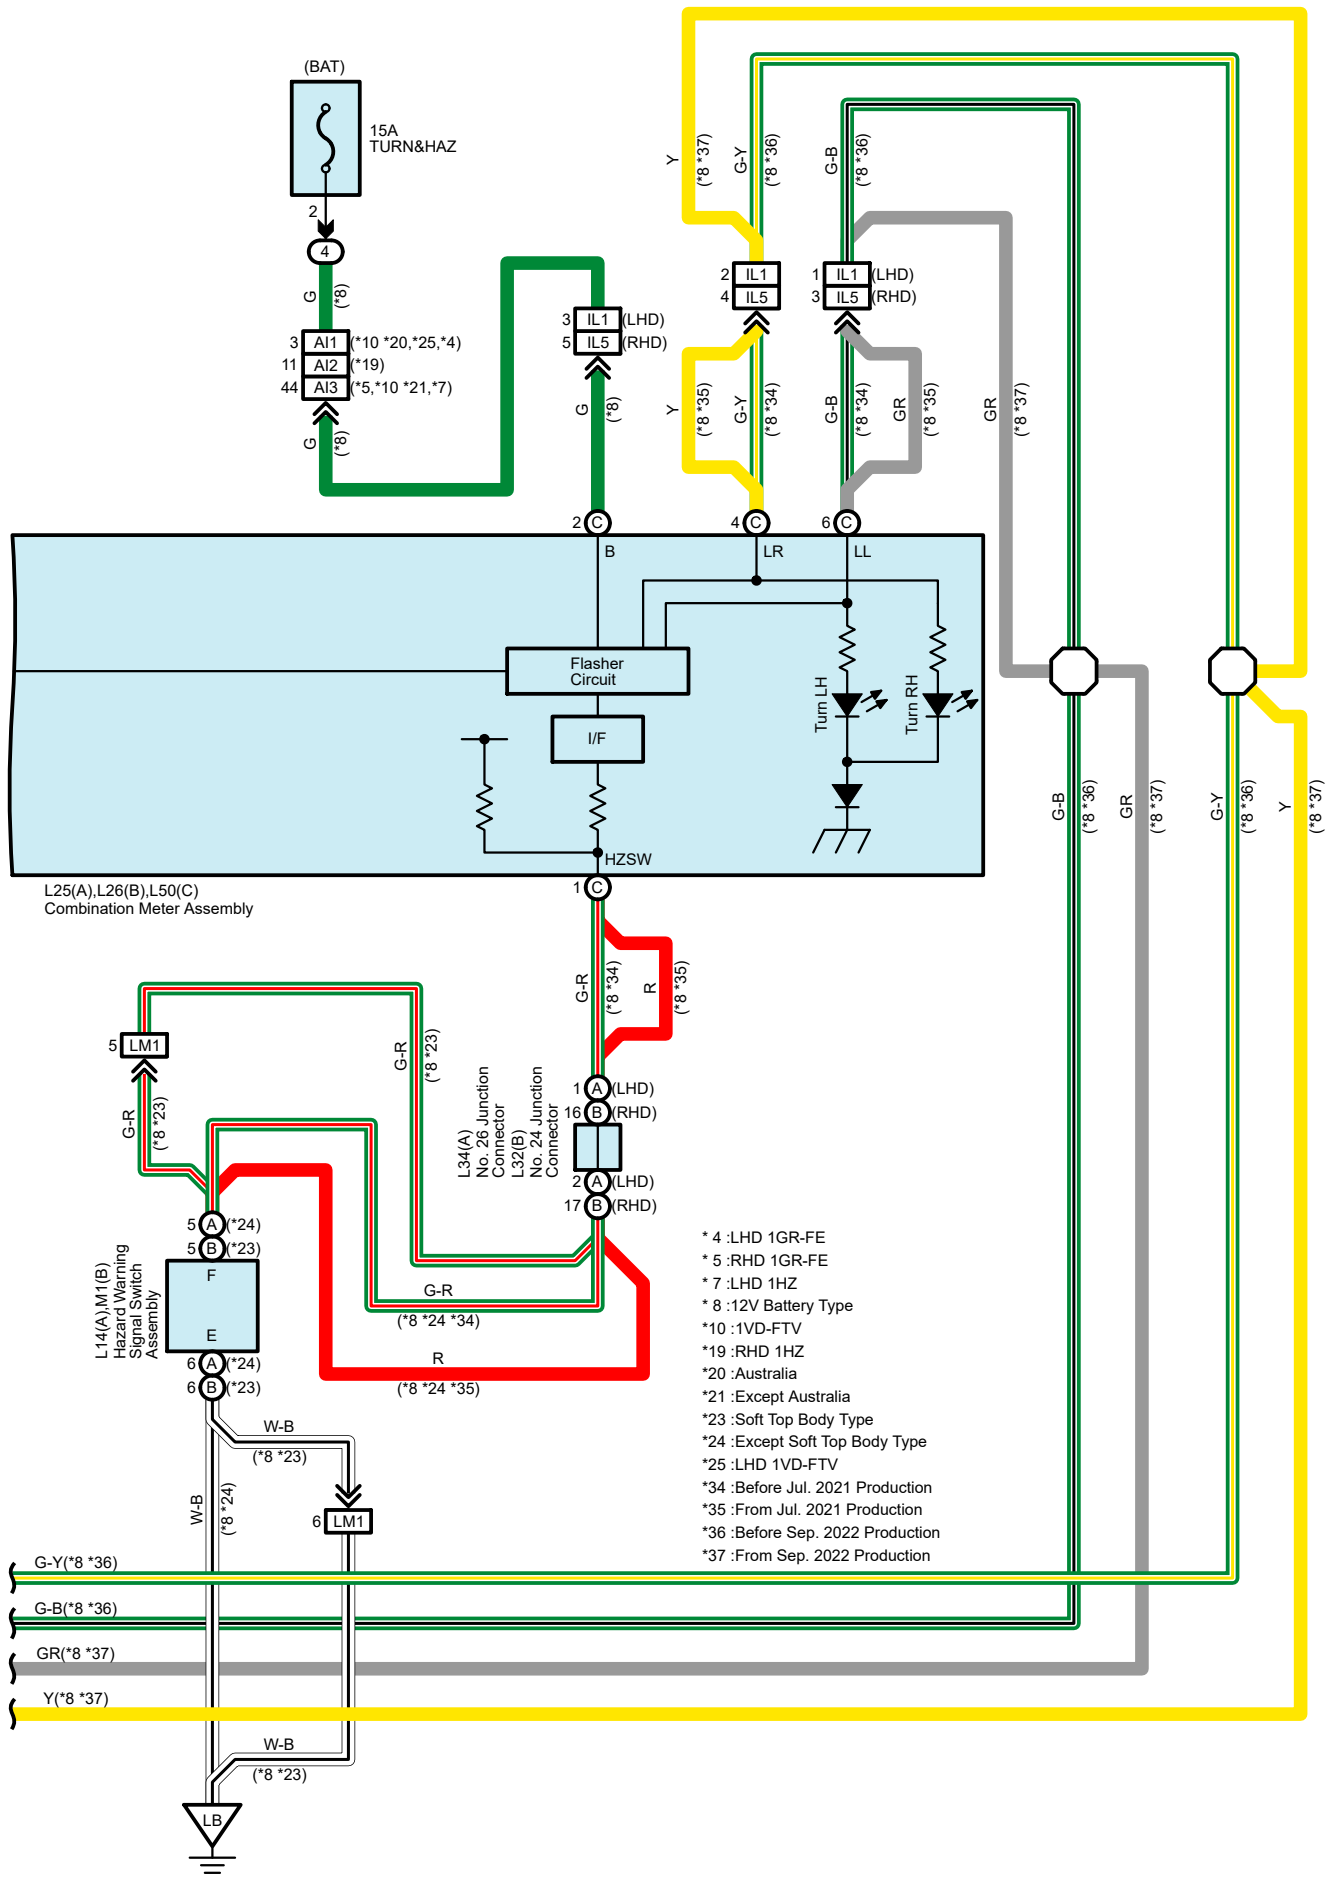 (BAT)
15A
TURN&HAZ
2
4
G
(*8)
3 AI1 (*10 *20,*25,*4)
11 AI2 (*19)
44 AI3 (*5,*10 *21,*7)
G
(*8)
3 IL1 (LHD)
5 IL5 (RHD)
G
(*8)
Y
(*8 *37)
G-Y
(*8 *36)
G-B
(*8 *36)
2 IL1
4 IL5
1 IL1 (LHD)
3 IL5 (RHD)
Y
(*8 *35)
G-Y
(*8 *34)
G-B
(*8 *34)
GR
(*8 *35)
GR
(*8 *37)
2 C
4 C
6 C
B
LR
LL
Flasher
Circuit
I/F
Turn LH
Turn RH
HZSW
G-B
(*8 *36)
GR
(*8 *37)
G-Y
(*8 *36)
Y
(*8 *37)
L25(A),L26(B),L50(C)
Combination Meter Assembly
1 C
G-R
(*8 *34)
R
(*8 *35)
5 LM1
G-R
(*8 *23)
G-R
(*8 *23)
L34(A)
No. 26 Junction
Connector
L32(B)
No. 24 Junction
Connector
1 A (LHD)
16 B (RHD)
2 A (LHD)
17 B (RHD)
5 A (*24)
5 B (*23)
F
E
L14(A),M1(B)
Hazard Warning
Signal Switch
Assembly
6 A (*24)
6 B (*23)
G-R
(*8 *24 *34)
R
(*8 *24 *35)
* 4 :LHD 1GR-FE
* 5 :RHD 1GR-FE
* 7 :LHD 1HZ
* 8 :12V Battery Type
*10 :1VD-FTV
*19 :RHD 1HZ
*20 :Australia
*21 :Except Australia
*23 :Soft Top Body Type
*24 :Except Soft Top Body Type
*25 :LHD 1VD-FTV
*34 :Before Jul. 2021 Production
*35 :From Jul. 2021 Production
*36 :Before Sep. 2022 Production
*37 :From Sep. 2022 Production
W-B
(*8 *23)
W-B
(*8 *24)
6 LM1
G-Y(*8 *36)
G-B(*8 *36)
GR(*8 *37)
Y(*8 *37)
W-B
(*8 *23)
LB